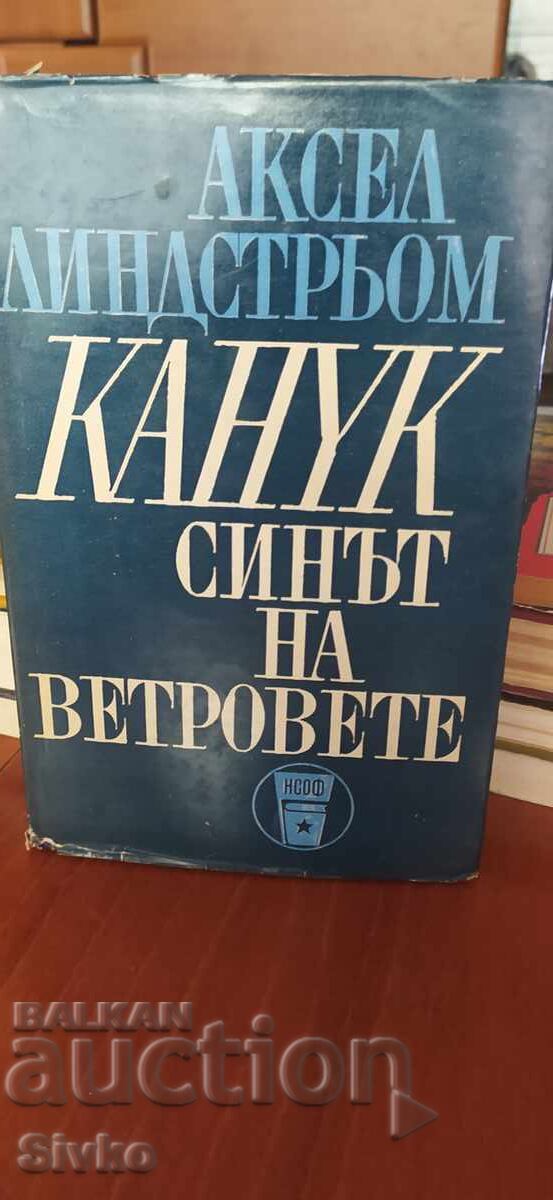 АКСЕЛ
ЛИНДСТРЬОМ
КАНУК
СИНЪТ
НА
ВЕТРОВЕТЕ
НСОФ
BALKAN
auction
Sivko